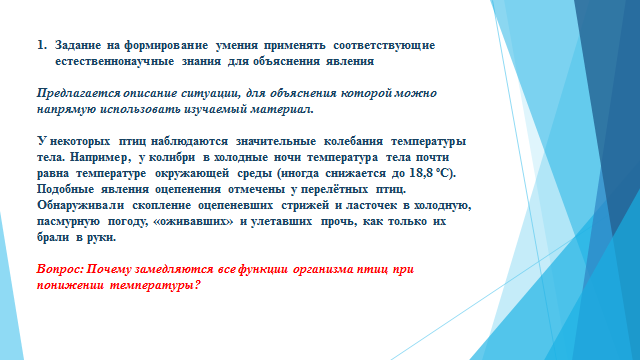 1. Задание на формирование умения применять соответствующие
естественнонаучные знания для объяснения явления
Предлагается описание ситуации, для объяснения которой можно
напрямую использовать изучаемый материал.
У некоторых птиц наблюдаются значительные колебания температуры
тела. Например, у колибри в холодные ночи температура тела почти
равна температуре окружающей среды (иногда снижается до 18,8 °С).
Подобные явления оцепенения отмечены у перелётных птиц.
Обнаруживали скопление оцепеневших стрижей и ласточек в холодную,
пасмурную погоду, «оживавших» и улетавших прочь, как только их
брали в руки.
Вопрос: Почему замедляются все функции организма птиц при
понижении температуры?